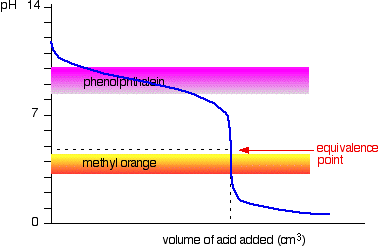 pH 14
phenolphthalein
7
equivalence
point
methyl orange
0
volume of acid added (cm³)